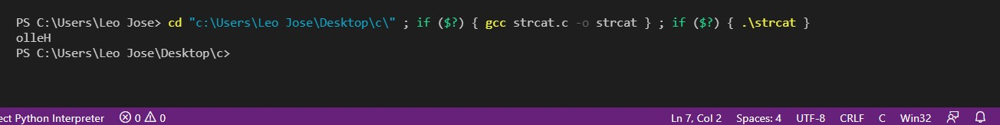 PS C:\Users\Leo Jose> cd "c:\Users\Leo Jose\Desktop\c\" ; if ($?) { gcc strcat.c -o strcat } ; if ($?) { .\strcat }
olleH
PS C:\Users\Leo Jose\Desktop\c>
ect Python Interpreter 0 0 Ln 7, Col 2 Spaces: 4 UTF-8 CRLF C Win32